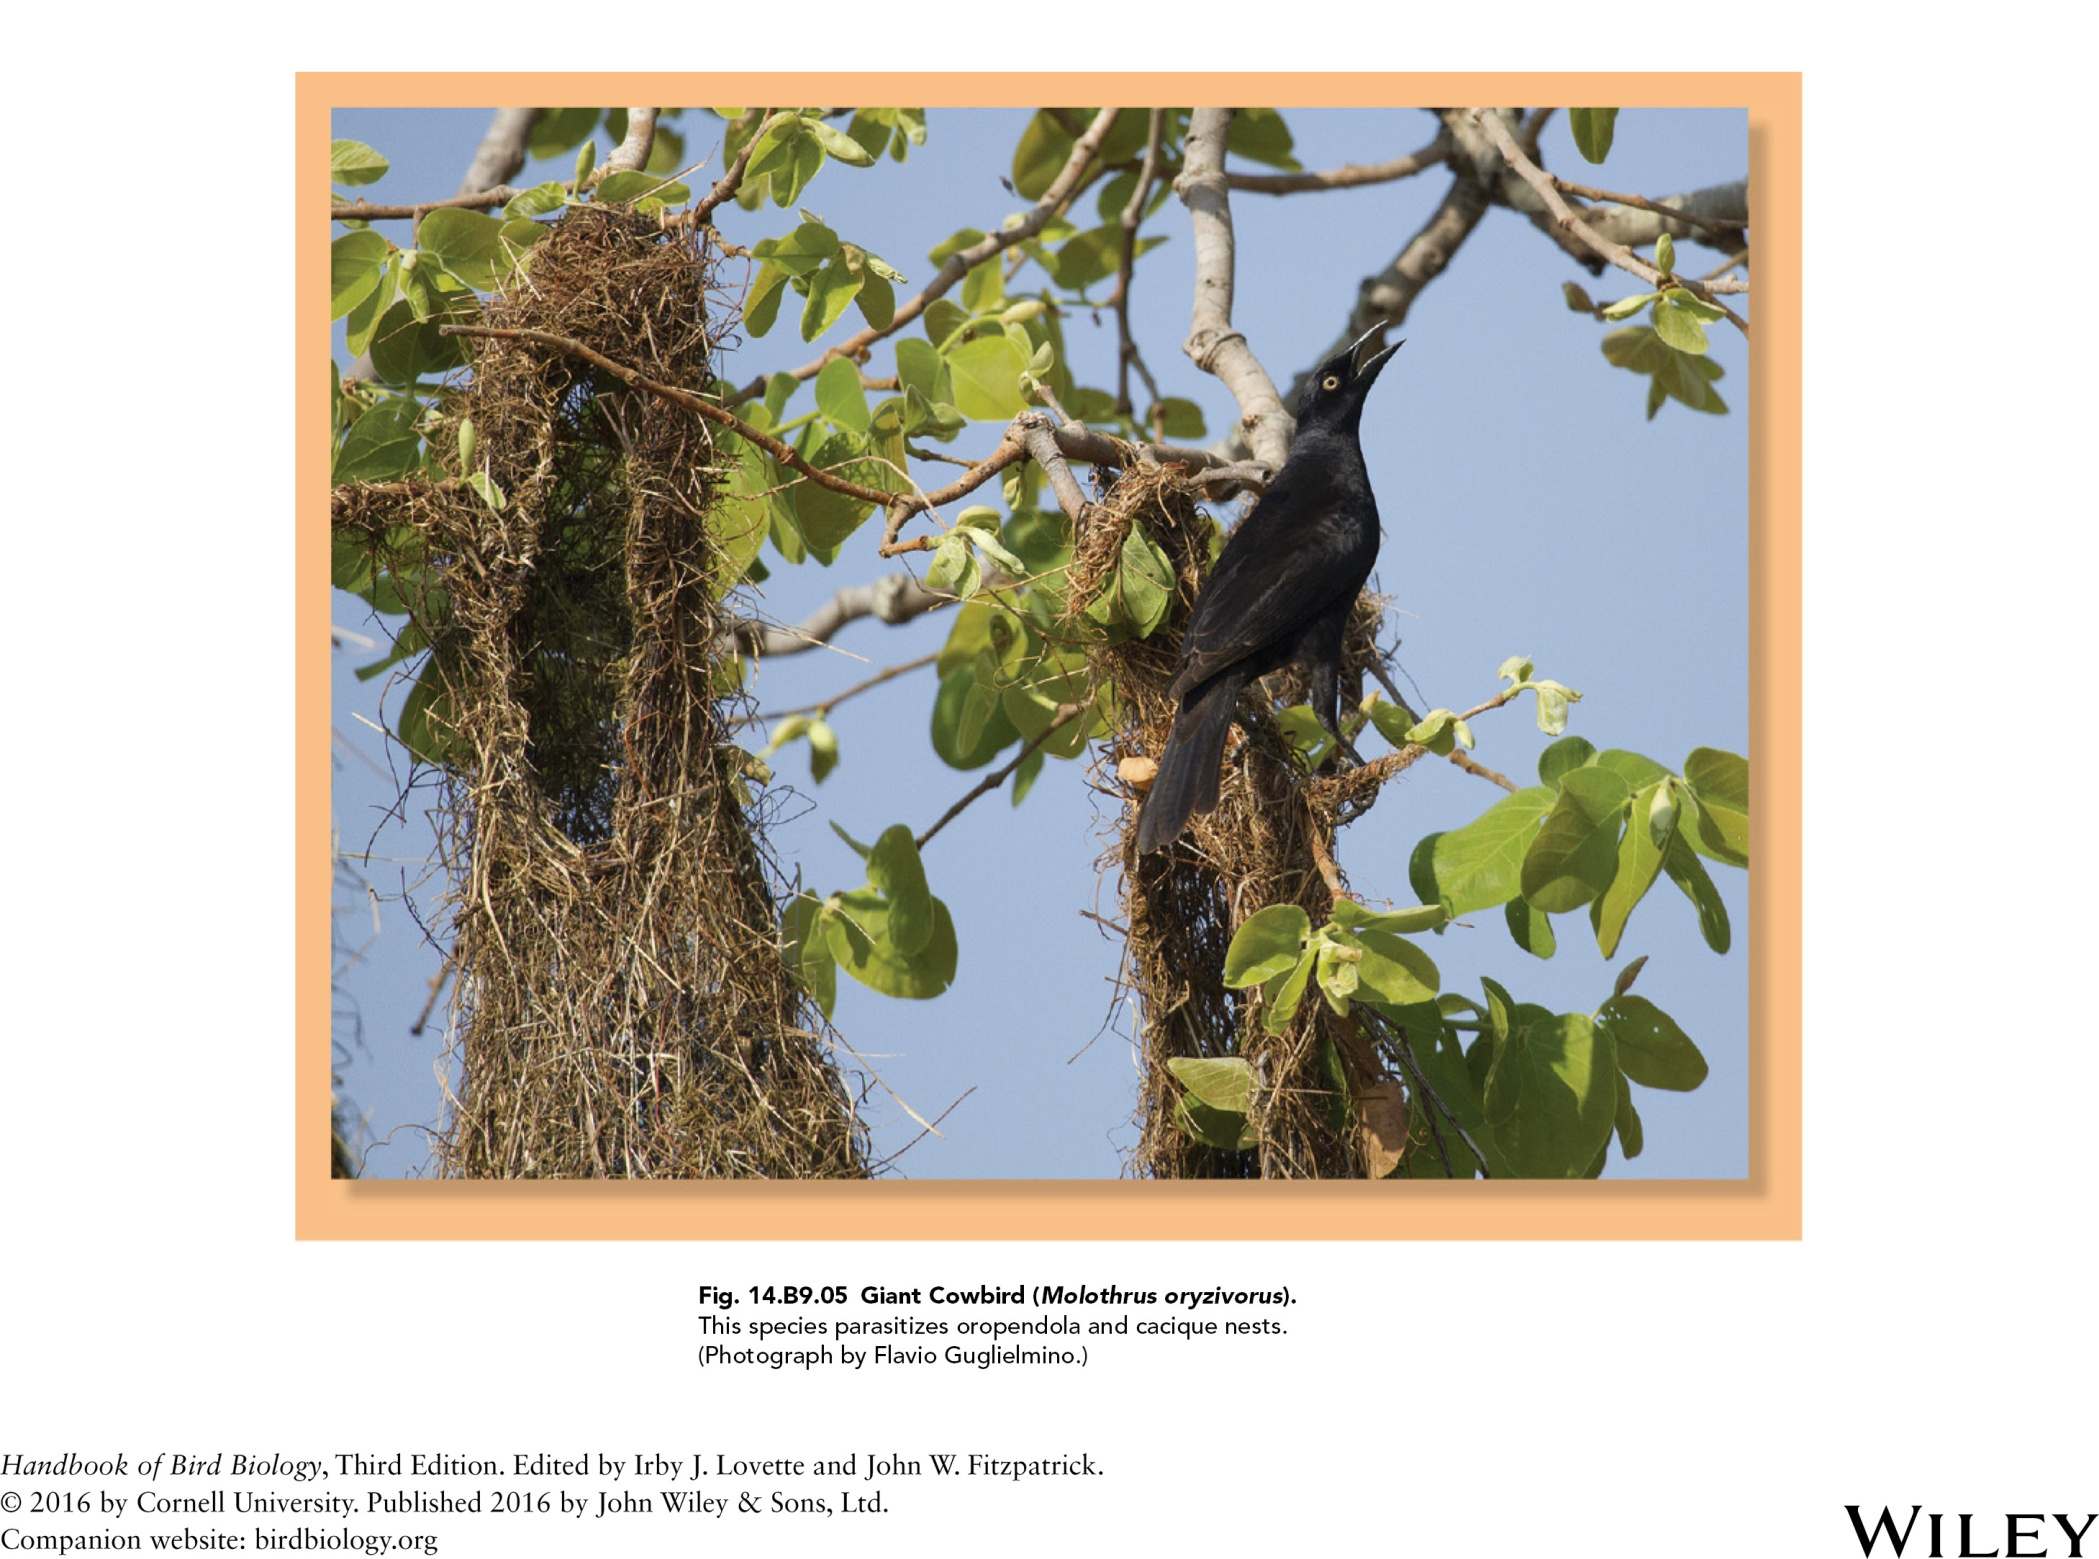 Fig. 14.B9.05 Giant Cowbird (Molothrus oryzivorus).
This species parasitizes oropendola and cacique nests.
(Photograph by Flavio Guglielmino.)
Handbook of Bird Biology, Third Edition. Edited by Irby J. Lovette and John W. Fitzpatrick.
© 2016 by Cornell University. Published 2016 by John Wiley & Sons, Ltd.
Companion website: birdbiology.org
WILEY